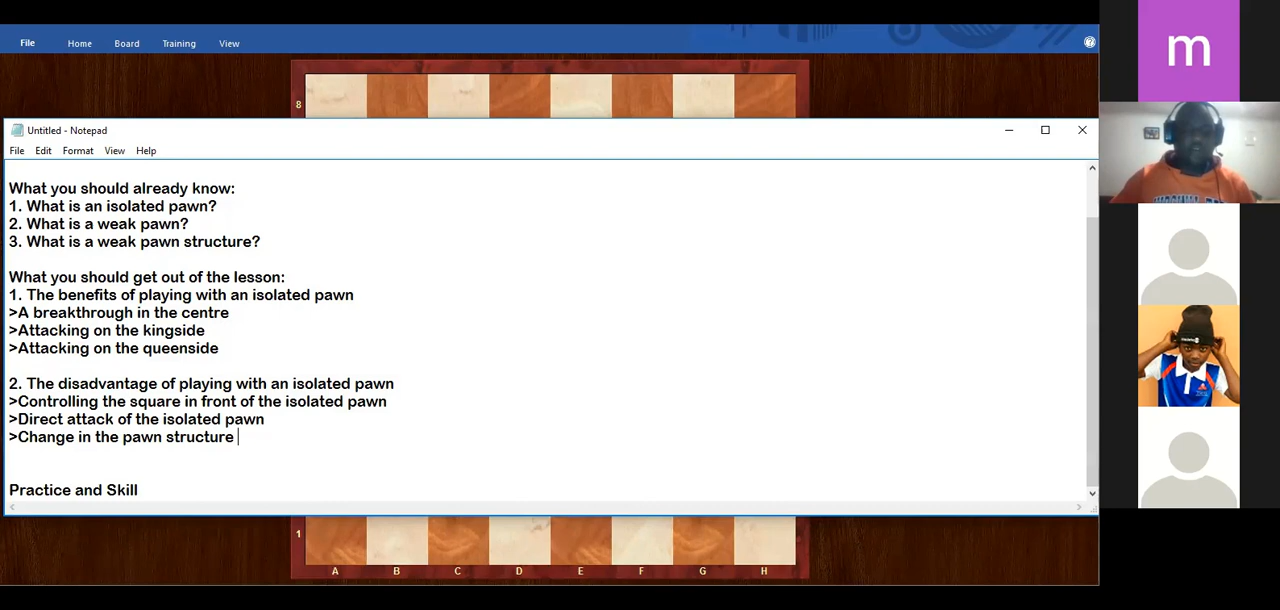 File Home Board Training View
m
8
Untitled - Notepad
File Edit Format View Help
What you should already know:
1. What is an isolated pawn?
2. What is a weak pawn?
3. What is a weak pawn structure?
What you should get out of the lesson:
1. The benefits of playing with an isolated pawn
>A breakthrough in the centre
>Attacking on the kingside
>Attacking on the queenside
2. The disadvantage of playing with an isolated pawn
>Controlling the square in front of the isolated pawn
>Direct attack of the isolated pawn
>Change in the pawn structure
Practice and Skill
1
A B C D E F G H